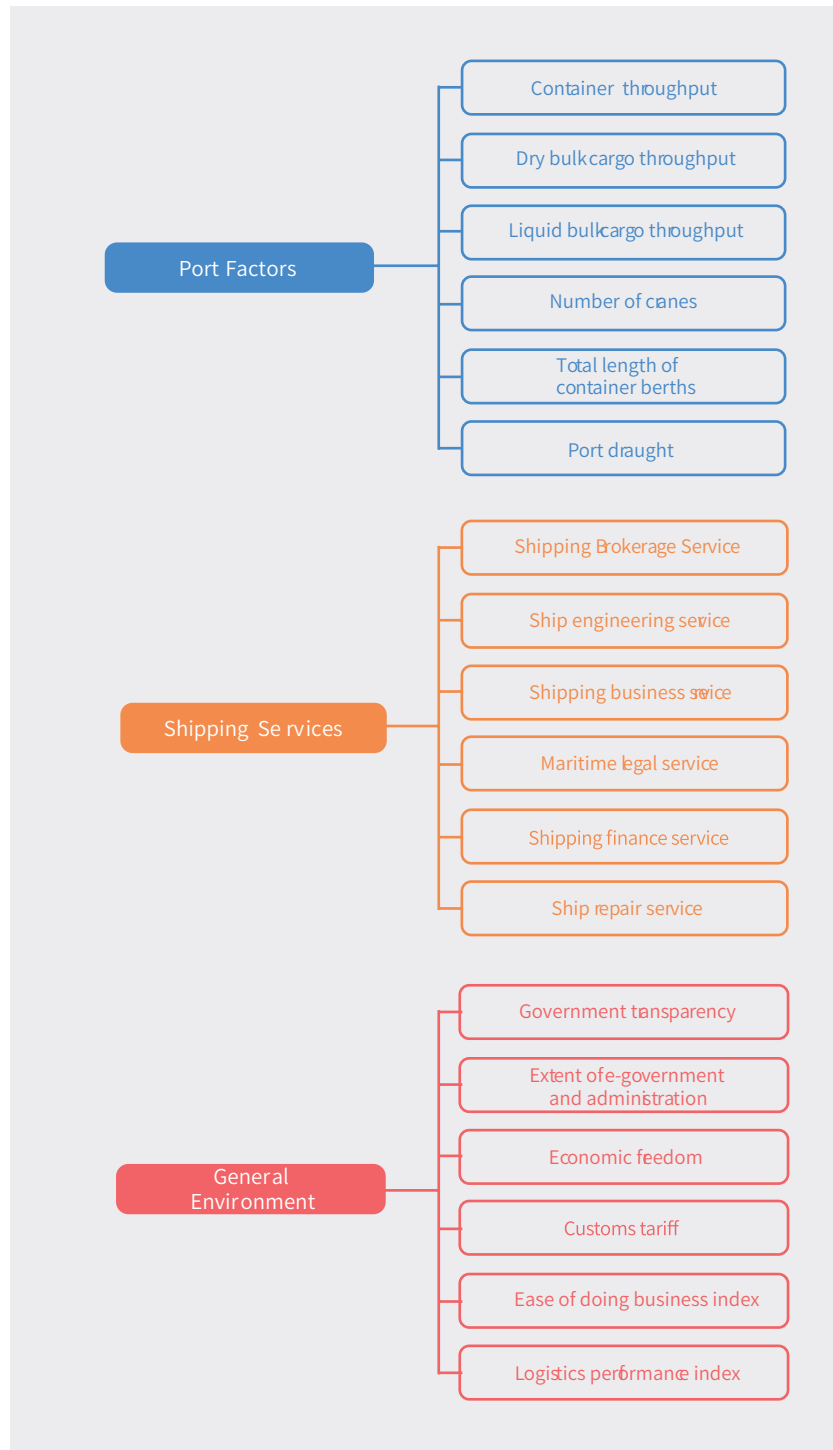 Container throughput
Dry bulk cargo throughput
Liquid bulk cargo throughput
Port Factors
Number of cranes
Total length of
container berths
Port draught
Shipping Brokerage Service
Ship engineering service
Shipping business service
Shipping Services
Maritime legal service
Shipping finance service
Ship repair service
Government transparency
Extent of e-government
and administration
Economic freedom
General
Environment
Customs tariff
Ease of doing business index
Logistics performance index